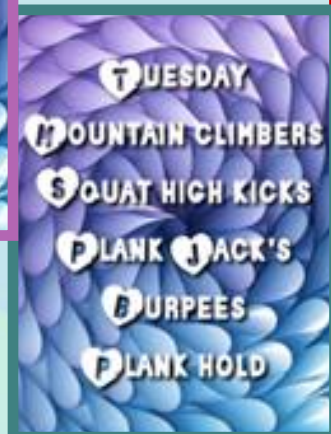 TUESDAY
MOUNTAIN CLIMBERS
SQUAT HIGH KICKS
PLANK JACK'S
BURPEES
PLANK HOLD